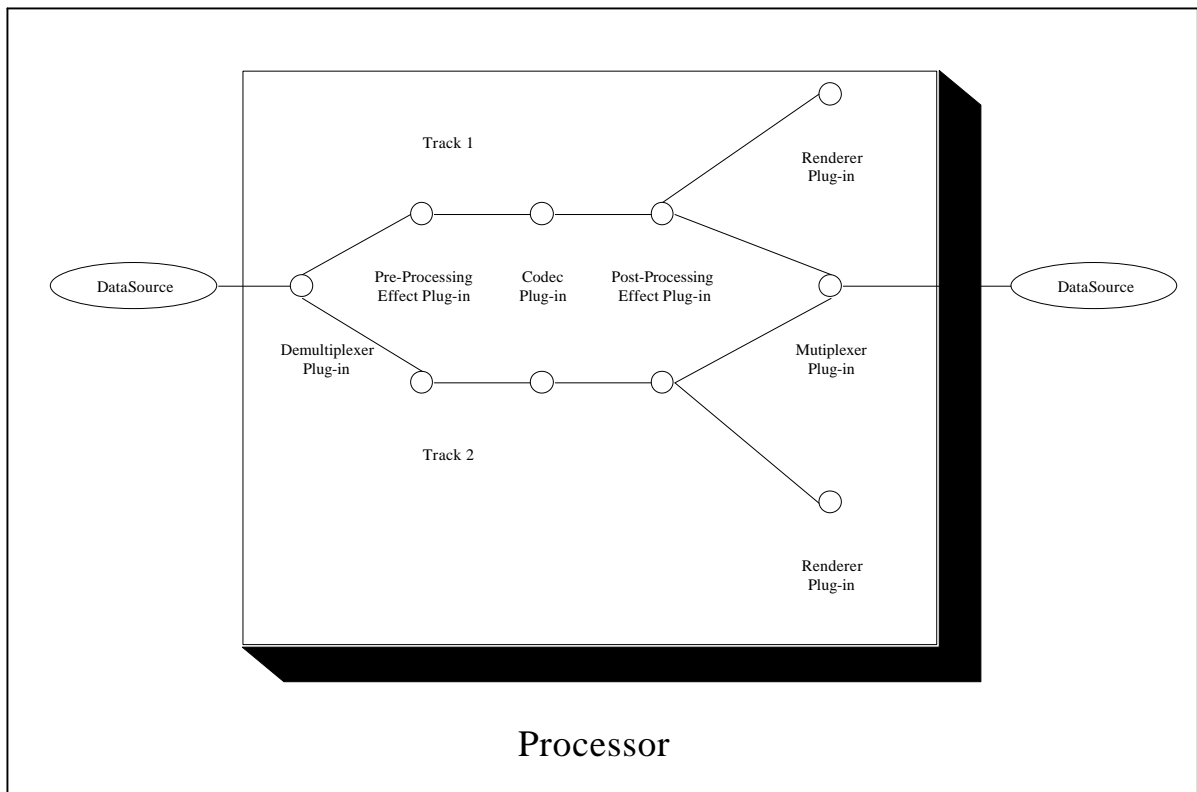 Track 1
Renderer
Plug-in
DataSource
Pre-Processing
Effect Plug-in
Codec
Plug-in
Post-Processing
Effect Plug-in
DataSource
Demultiplexer
Plug-in
Mutiplexer
Plug-in
Track 2
Renderer
Plug-in
Processor